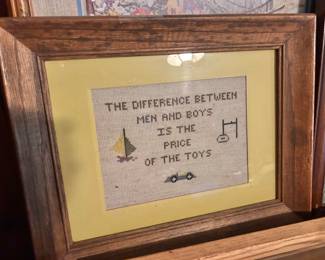 THE DIFFERENCE BETWEEN
MEN AND BOYS
IS THE
PRICE
OF THE TOYS